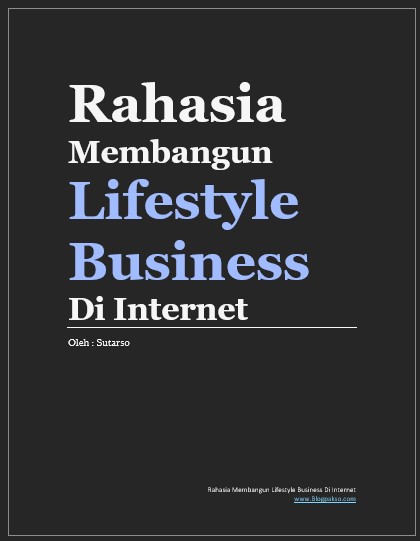 Rahasia
Membangun
Lifestyle
Business
Di Internet
Oleh : Sutarso
Rahasia Membangun Lifestyle Business Di Internet
www.Blogpakso.com